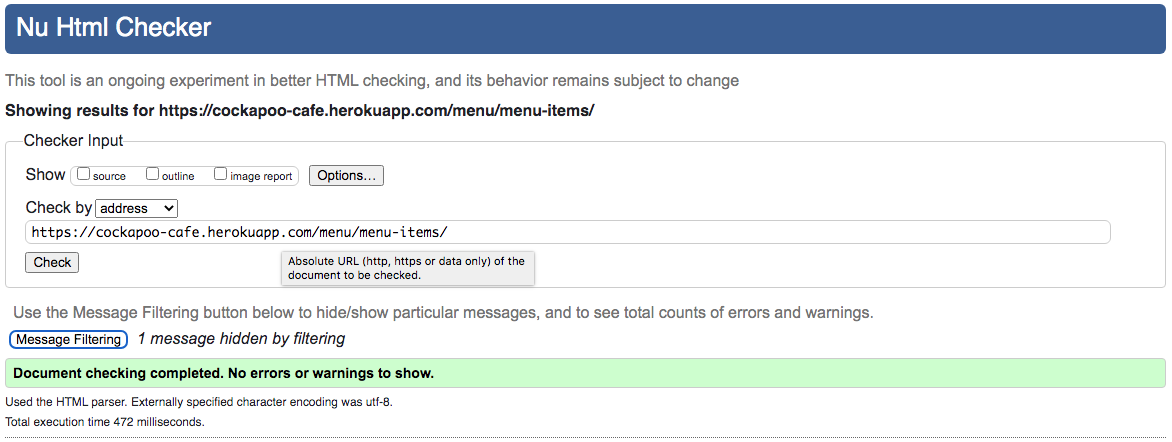 Nu Html Checker
This tool is an ongoing experiment in better HTML checking, and its behavior remains subject to change
Showing results for https://cockapoo-cafe.herokuapp.com/menu/menu-items/
Checker Input
Show source outline image report Options…
Check by address
https://cockapoo-cafe.herokuapp.com/menu/menu-items/
Check
Absolute URL (http, https or data only) of the
document to be checked.
Use the Message Filtering button below to hide/show particular messages, and to see total counts of errors and warnings.
Message Filtering 1 message hidden by filtering
Document checking completed. No errors or warnings to show.
Used the HTML parser. Externally specified character encoding was utf-8.
Total execution time 472 milliseconds.